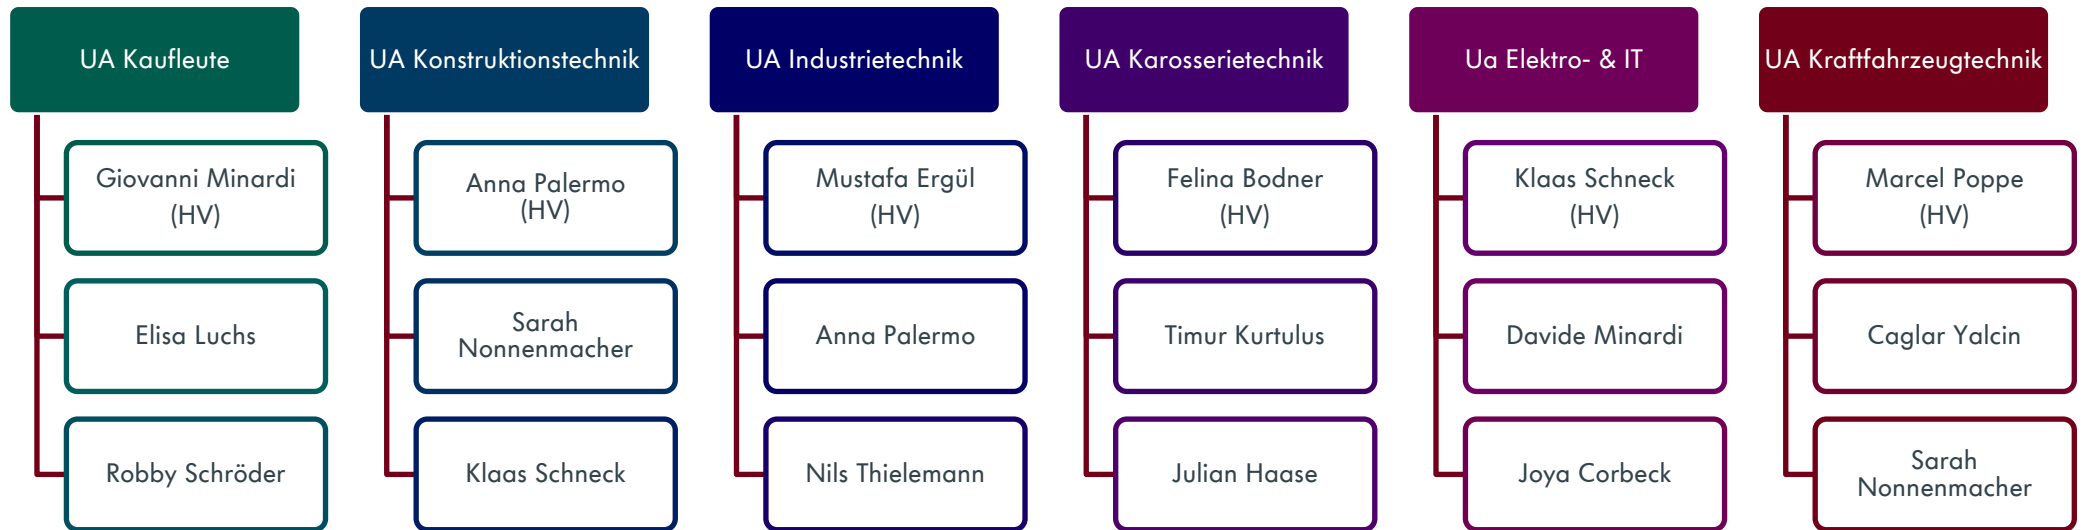 UA Kaufleute
Giovanni Minardi
(HV)
Elisa Luchs
Robby Schröder
UA Konstruktionstechnik
Anna Palermo
(HV)
Sarah
Nonnenmacher
Klaas Schneck
UA Industrietechnik
Mustafa Ergül
(HV)
Anna Palermo
Nils Thielemann
UA Karosserietechnik
Felina Bodner
(HV)
Timur Kurtulus
Julian Haase
Ua Elektro- & IT
Klaas Schneck
(HV)
Davide Minardi
Joya Corbeck
UA Kraftfahrzeugtechnik
Marcel Poppe
(HV)
Caglar Yalcin
Sarah
Nonnenmacher